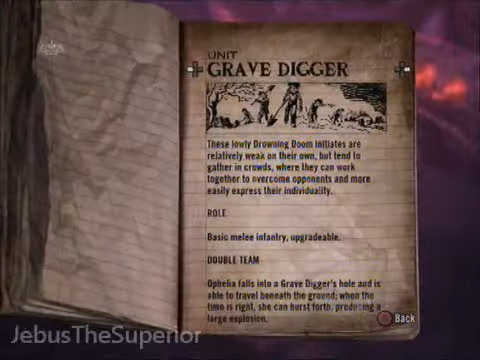 UNIT
GRAVE DIGGER
These lowly Drowning Doom initiates are
relatively weak on their own, but tend to
gather in crowds, where they can work
together to overcome opponents and more
easily express their individuality.
ROLE
Basic melee infantry, upgradeable.
DOUBLE TEAM
Ophelia falls into a Grave Digger's hole and is
able to travel beneath the ground; when the
time is right, she can burst forth, producing a
large explosion.
Back
JebusTheSuperior